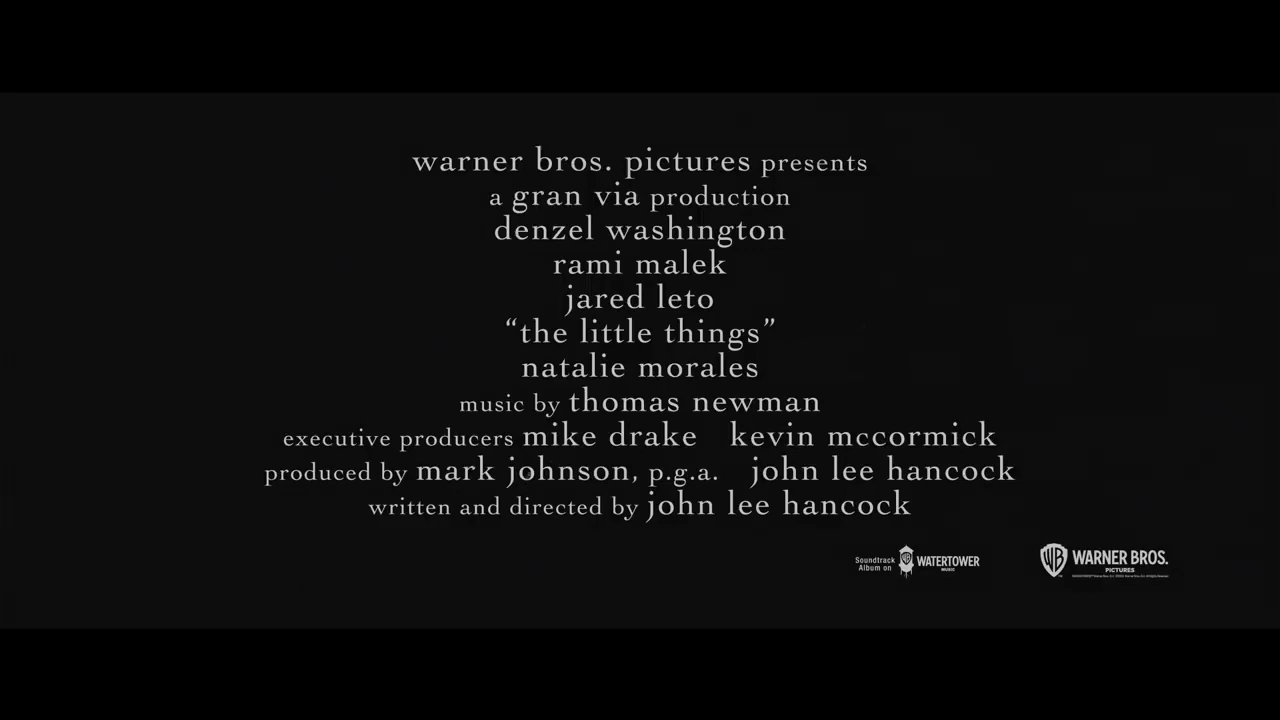 warner bros. pictures presents
a gran via production
denzel washington
rami malek
jared leto
“the little things”
natalie morales
music by thomas newman
executive producers mike drake kevin mccormick
produced by mark johnson, p.g.a. john lee hancock
written and directed by john lee hancock
Soundtrack
Album on
WATERTOWER
MUSIC
WB
WARNER BROS.
PICTURES